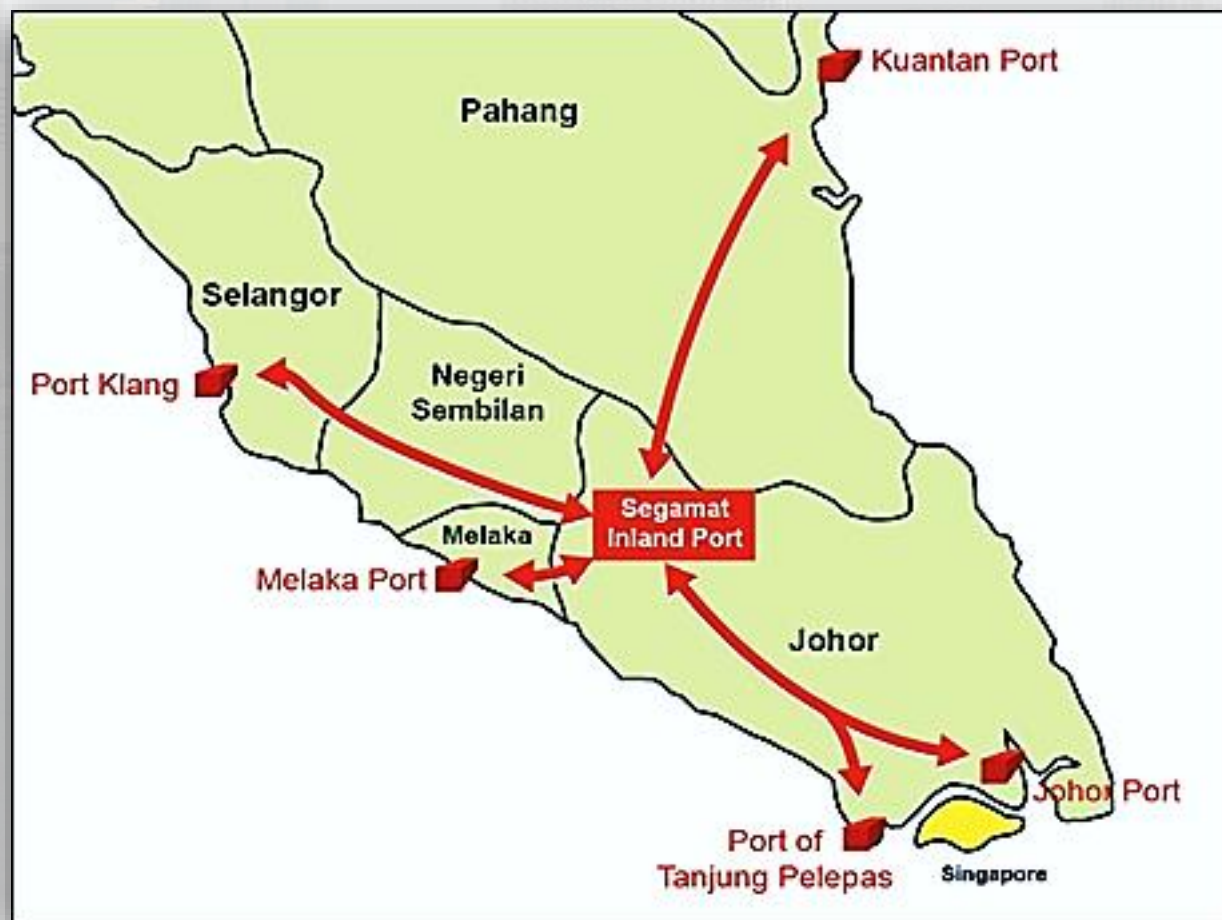 Kuantan Port
Pahang
Selangor
Port Klang
Negeri
Sembilan
Segamat
Inland Port
Melaka
Melaka Port
Johor
Johor Port
Port of
Tanjung Pelepas
Singapore